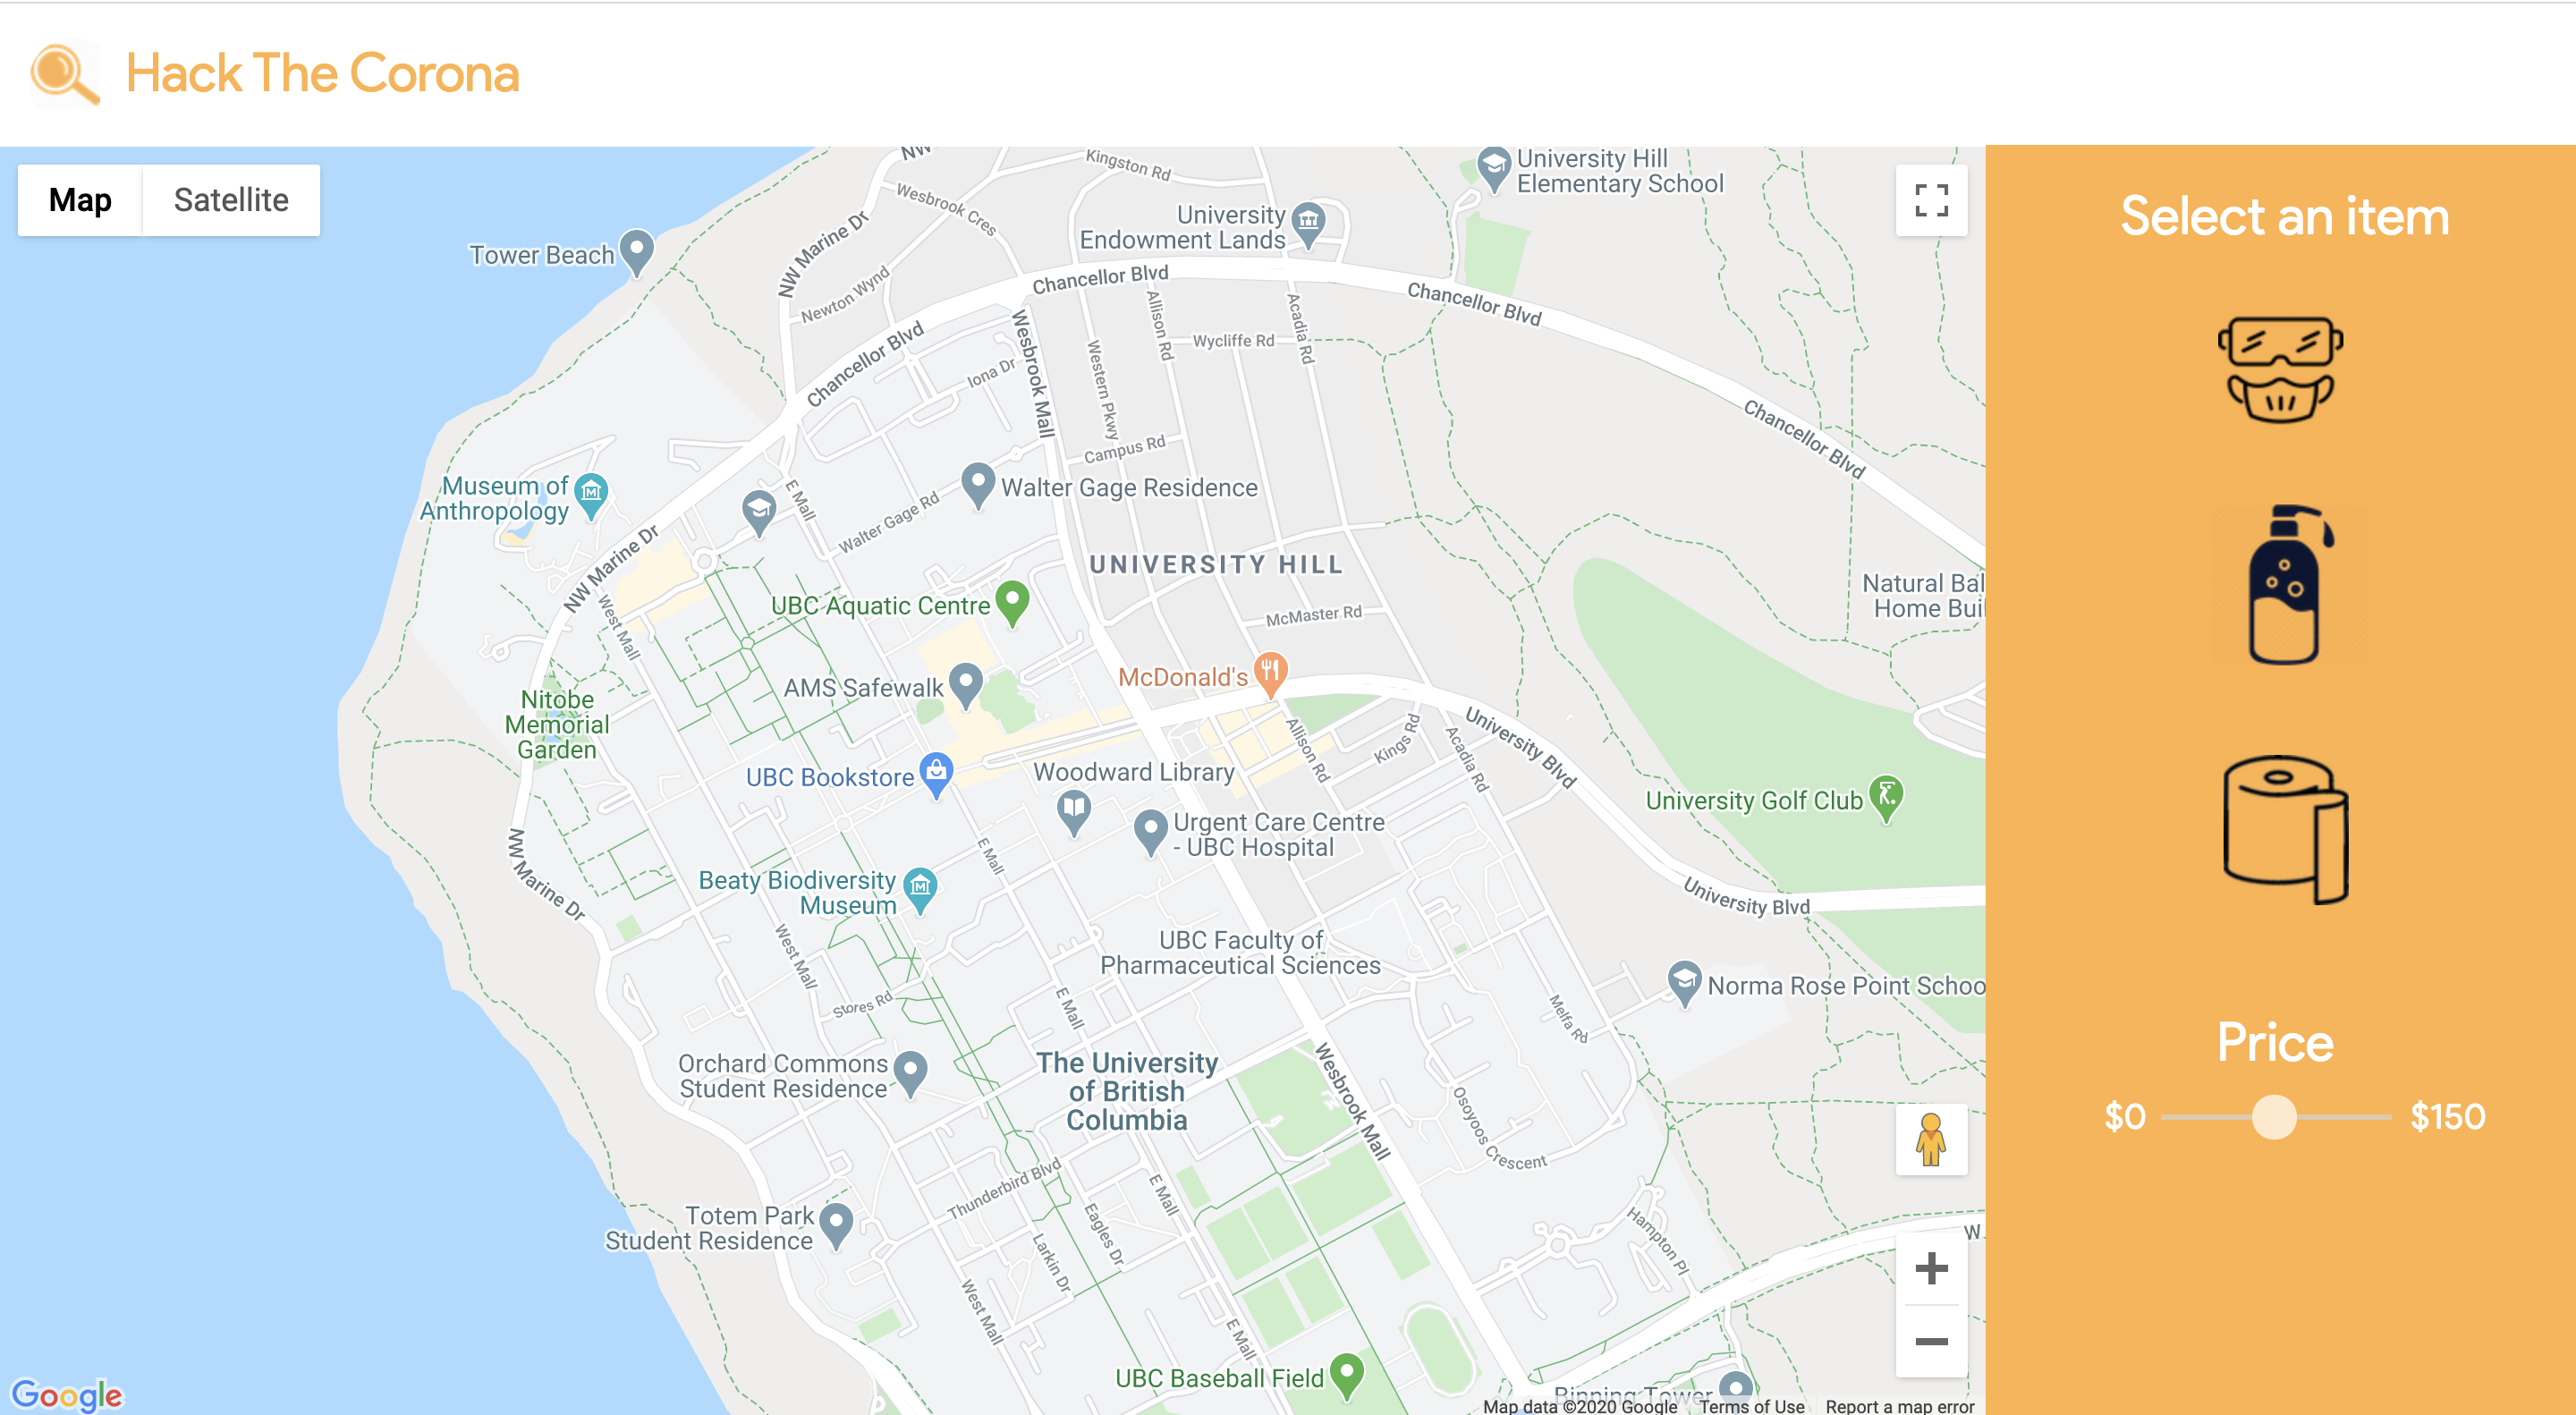 Hack The Corona
Map
Satellite
Select an item
Price
$0
$150
NW
Kingston Rd
University Hill
Elementary School
Wesbrook Cres
University
Endowment Lands
Tower Beach
NW Marine Dr
Newton Wynd
Chancellor Blvd
Chancellor Blvd
Chancellor Blvd
Chancellor Blvd
Wesbrook Mall
Allison Rd
Acadia Rd
Wycliffe Rd
Western Pkwy
Iona Dr
Campus Rd
Museum of
Anthropology
E Mall
Walter Gage Residence
Walter Gage Rd
NW Marine Dr
UNIVERSITY HILL
Natural Bal
Home Buil
UBC Aquatic Centre
McMaster Rd
West Mall
McDonald's
AMS Safewalk
Nitobe
Memorial
Garden
Allison Rd
Kings Rd
Acadia Rd
University Blvd
UBC Bookstore
Woodward Library
University Golf Club
Urgent Care Centre
- UBC Hospital
NW Marine Dr
E Mall
Beaty Biodiversity
Museum
University Blvd
UBC Faculty of
Pharmaceutical Sciences
West Mall
Norma Rose Point Schoo
Stores Rd
E Mall
Melfa Rd
Orchard Commons
Student Residence
The University
of British
Columbia
Wesbrook Mall
Osoyoos Crescent
Thunderbird Blvd
E Mall
Totem Park
Student Residence
Eagles Dr
Larkin Dr
Hampton Pl
W
West Mall
E Mall
UBC Baseball Field
Binning Tower
Google
Map data ©2020 Google
Terms of Use
Report a map error